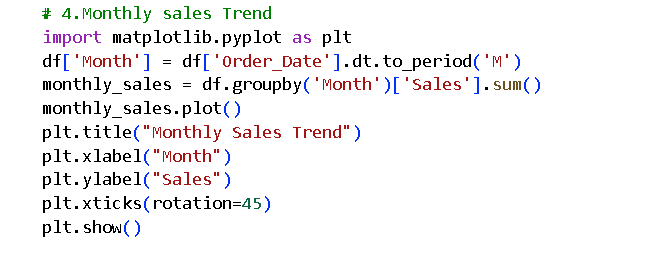 # 4.Monthly sales Trend
import matplotlib.pyplot as plt
df['Month'] = df['Order_Date'].dt.to_period('M')
monthly_sales = df.groupby('Month')['Sales'].sum()
monthly_sales.plot()
plt.title("Monthly Sales Trend")
plt.xlabel("Month")
plt.ylabel("Sales")
plt.xticks(rotation=45)
plt.show()